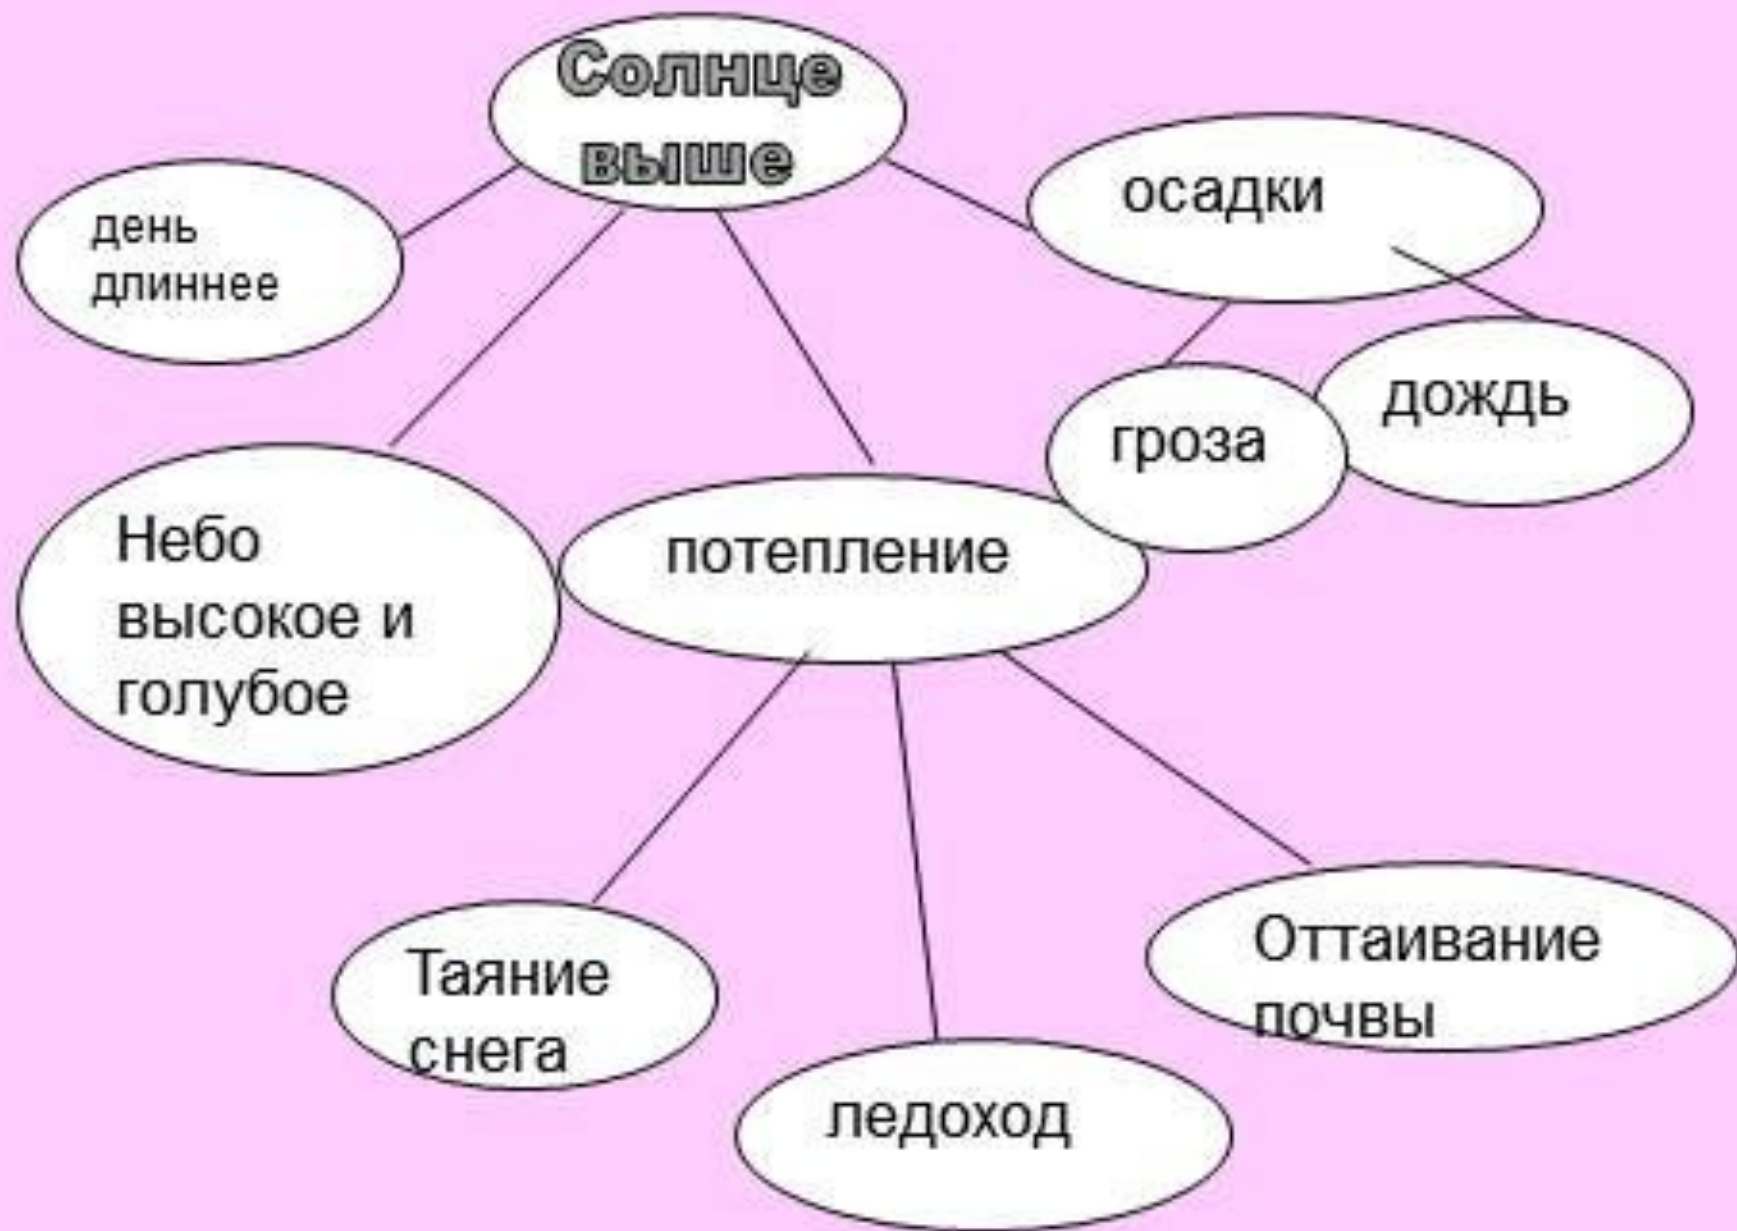 Солнце
выше
день
длиннее
осадки
гроза
дождь
Небо
высокое и
голубое
потепление
Таяние
снега
ледоход
Оттаивание
почвы